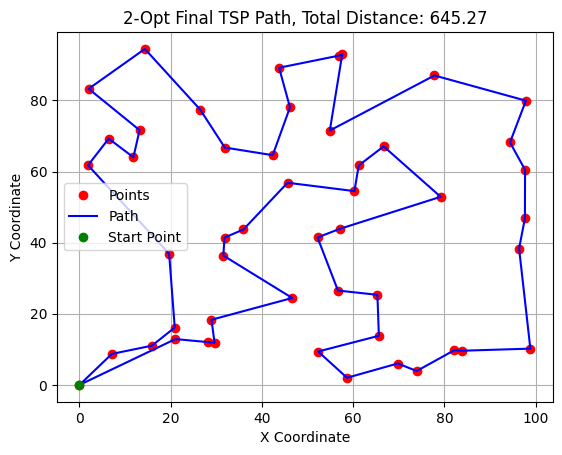 2-Opt Final TSP Path, Total Distance: 645.27
Y Coordinate
80
60
40
20
0
Points
Path
Start Point
0 20 40 60 80 100
X Coordinate